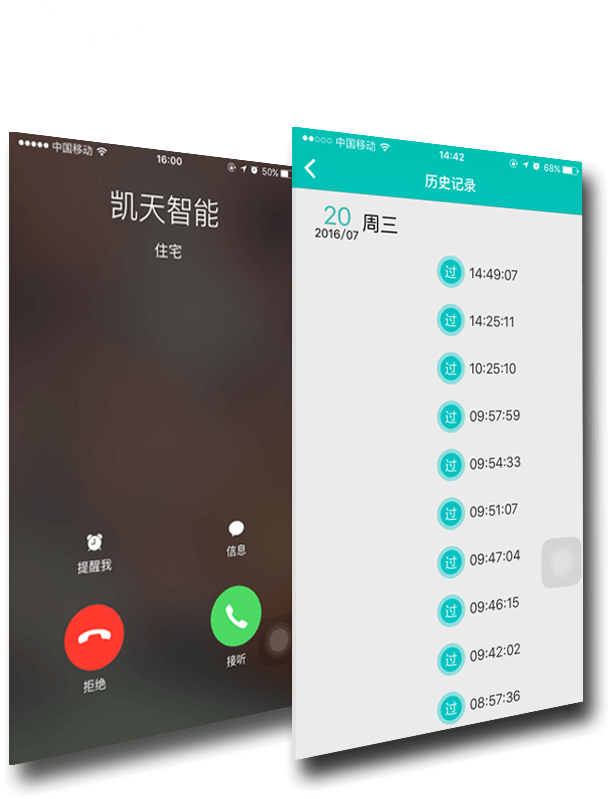 中国移动
16:00
50%
凯天智能
住宅
提醒我
信息
拒绝
接听
中国移动
14:42
68%
历史记录
20
2016/07
周三
过 14:49:07
过 14:25:11
过 10:25:10
过 09:57:59
过 09:54:33
过 09:51:07
过 09:47:04
过 09:46:15
过 09:42:02
过 08:57:36